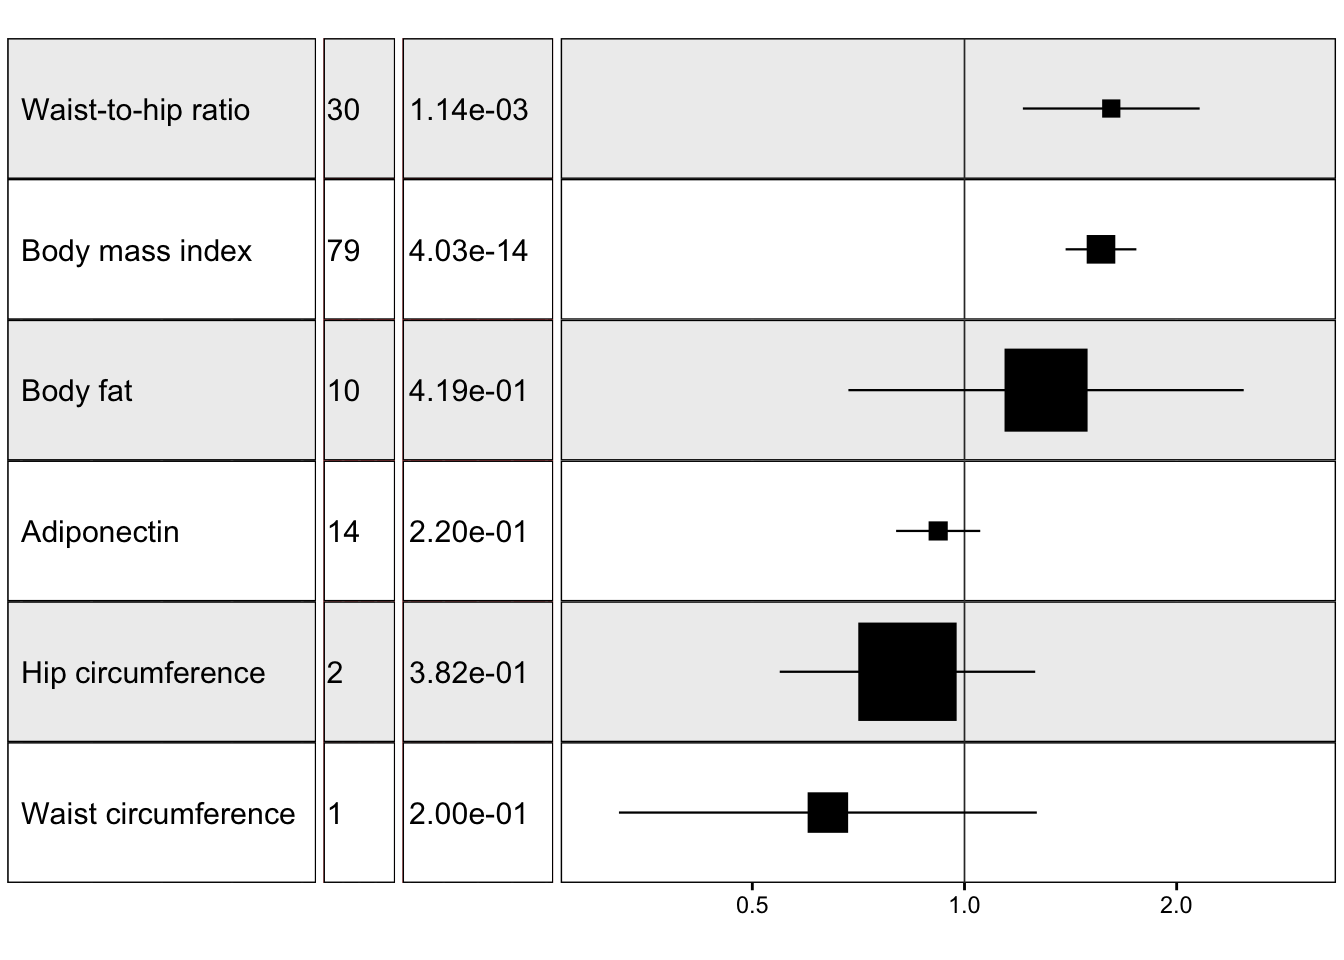 Waist-to-hip ratio 30 1.14e-03
Body mass index 79 4.03e-14
Body fat 10 4.19e-01
Adiponectin 14 2.20e-01
Hip circumference 2 3.82e-01
Waist circumference 1 2.00e-01
0.5 1.0 2.0